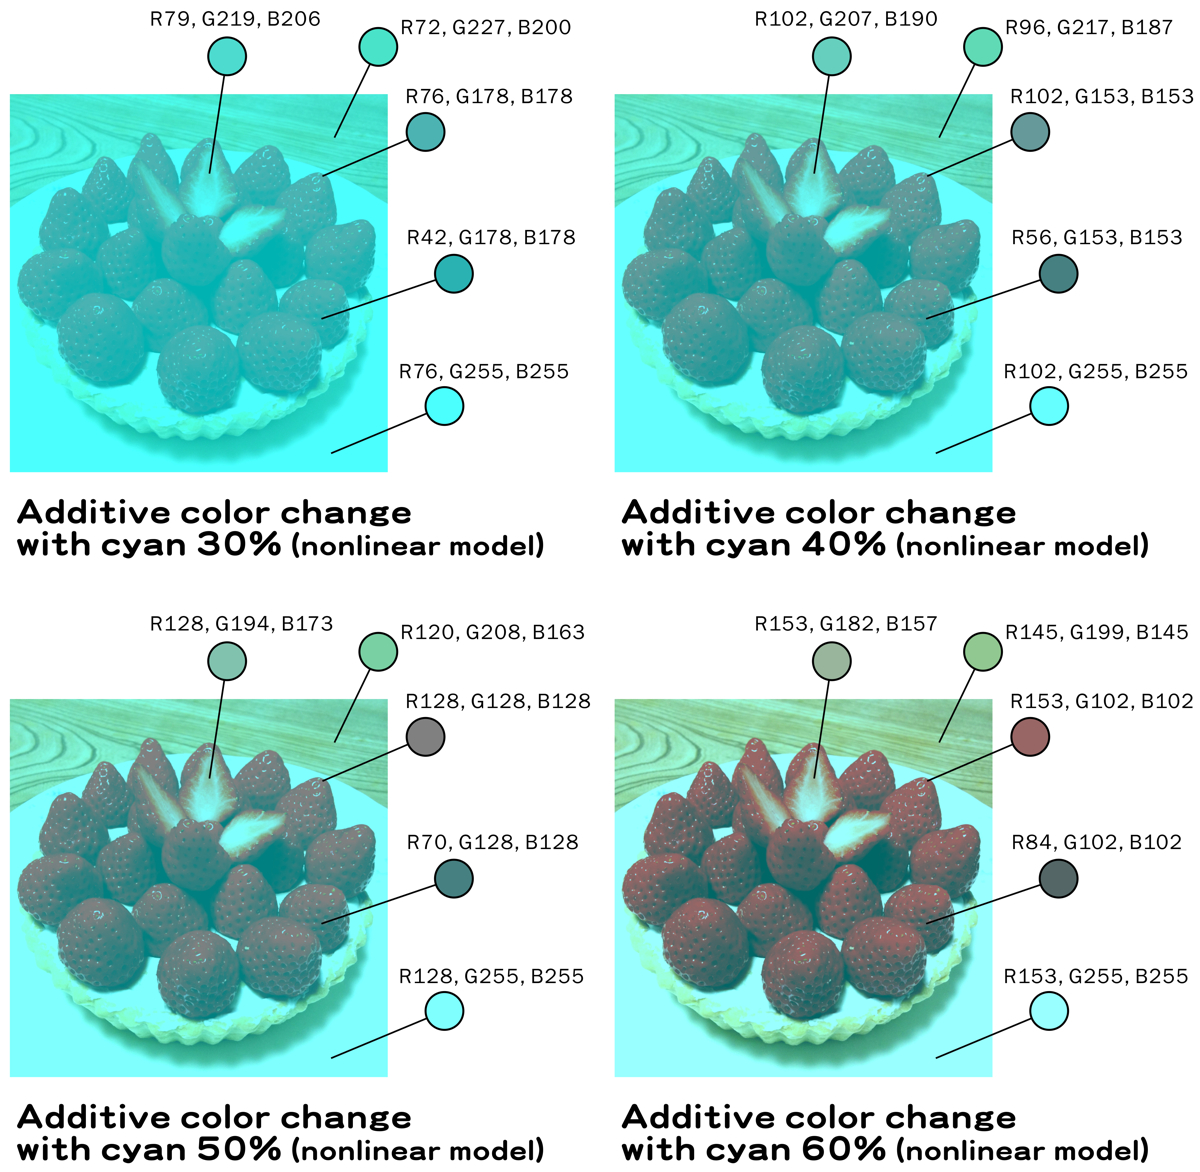 R79, G219, B206
R72, G227, B200
R76, G178, B178
R42, G178, B178
R76, G255, B255
Additive color change
with cyan 30% (nonlinear model)
R102, G207, B190
R96, G217, B187
R102, G153, B153
R56, G153, B153
R102, G255, B255
Additive color change
with cyan 40% (nonlinear model)
R128, G194, B173
R120, G208, B163
R128, G128, B128
R70, G128, B128
R128, G255, B255
Additive color change
with cyan 50% (nonlinear model)
R153, G182, B157
R145, G199, B145
R153, G102, B102
R84, G102, B102
R153, G255, B255
Additive color change
with cyan 60% (nonlinear model)